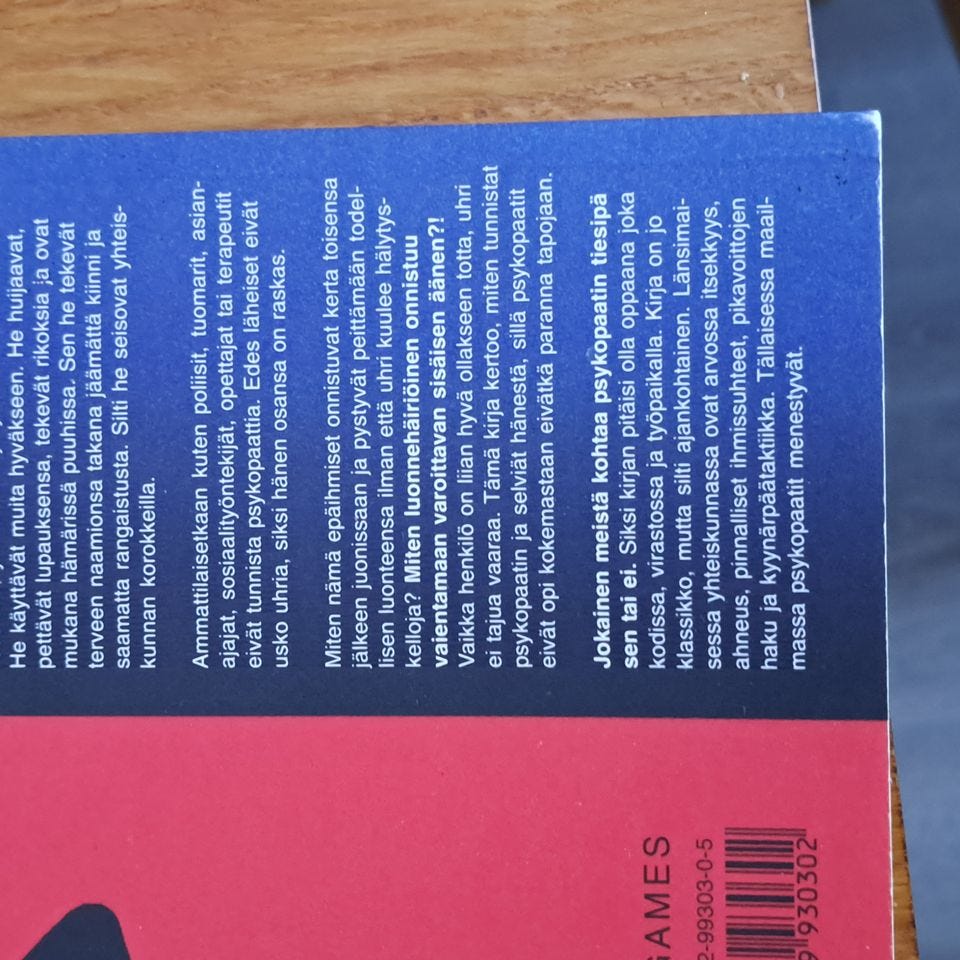 He käyttävät muita hyväkseen. He huijaavat,
pettävät lupauksensa, tekevät rikoksia ja ovat
mukana hämärissä puuhissa. Sen he tekevät
terveen naamionsa takana jäämättä kiinni ja
saamatta rangaistusta. Silti he seisovat yhteis-
kunnan korokkeilla.
Ammattilaisetkaan kuten poliisit, tuomarit, asian-
ajajat, sosiaalityöntekijät, opettajat tai terapeutit
eivät tunnista psykopaattia. Edes läheiset eivät
usko uhria, siksi hänen osansa on raskas.
Miten nämä epäihmiset onnistuvat kerta toisensa
jälkeen juonissaan ja pystyvät peittämään todel-
lisen luonteensa ilman että uhri kuulee hälytys-
kelloja? Miten luonnehäiriöinen onnistuu
vaientamaan varoittavan sisäisen äänen?!
Vaikka henkilö on liian hyvä ollakseen totta, uhri
ei tajua vaaraa. Tämä kirja kertoo, miten tunnistat
psykopaatin ja selviät hänestä, sillä psykopaatit
eivät opi kokemastaan eivätkä paranna tapojaan.
Jokainen meistä kohtaa psykopaatin tiesipä
sen tai ei. Siksi kirjan pitäisi olla oppaana joka
kodissa, virastossa ja työpaikalla. Kirja on jo
klassikko, mutta silti ajankohtainen. Länsimai-
sessa yhteiskunnassa ovat arvossa itsekkyys,
ahneus, pinnalliset ihmissuhteet, pikavoittojen
haku ja kyynärpäätaktiikka. Tällaisessa maail-
massa psykopaatit menestyvät.
GAMES
2-99303-0-5
9 930302